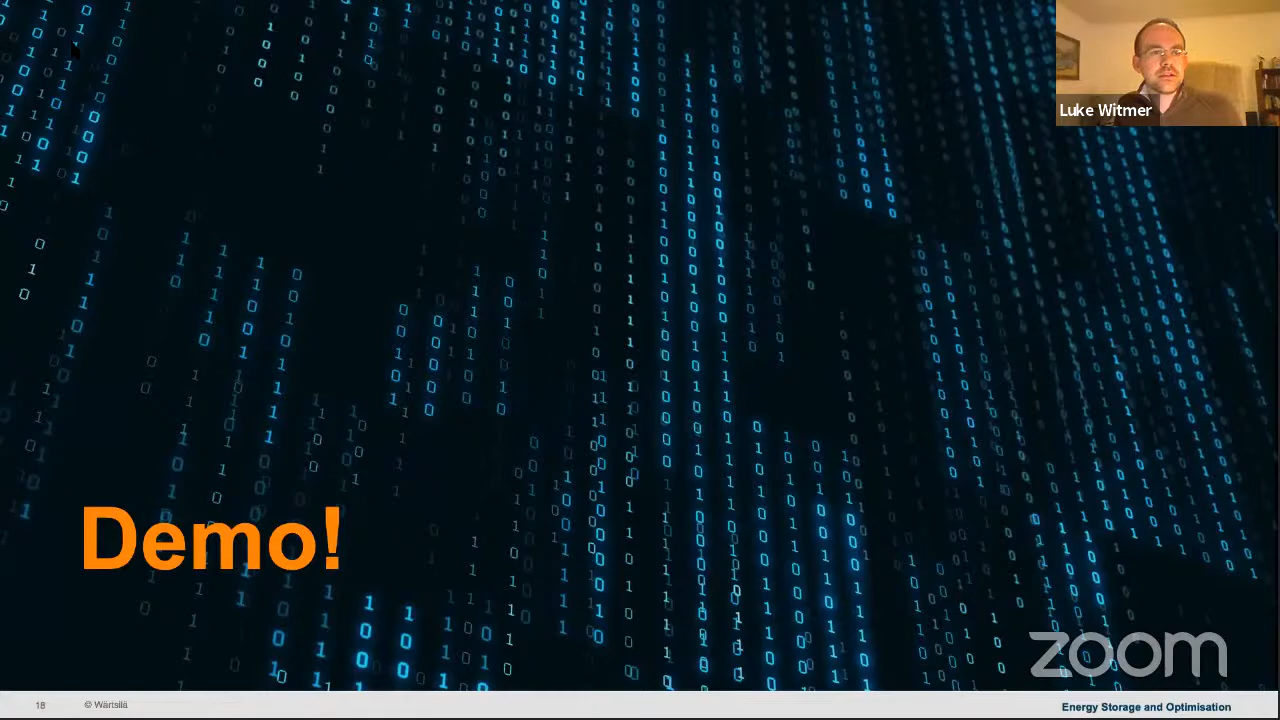 Luke Witmer
Demo!
zoom
18
© Wärtsilä
Energy Storage and Optimisation